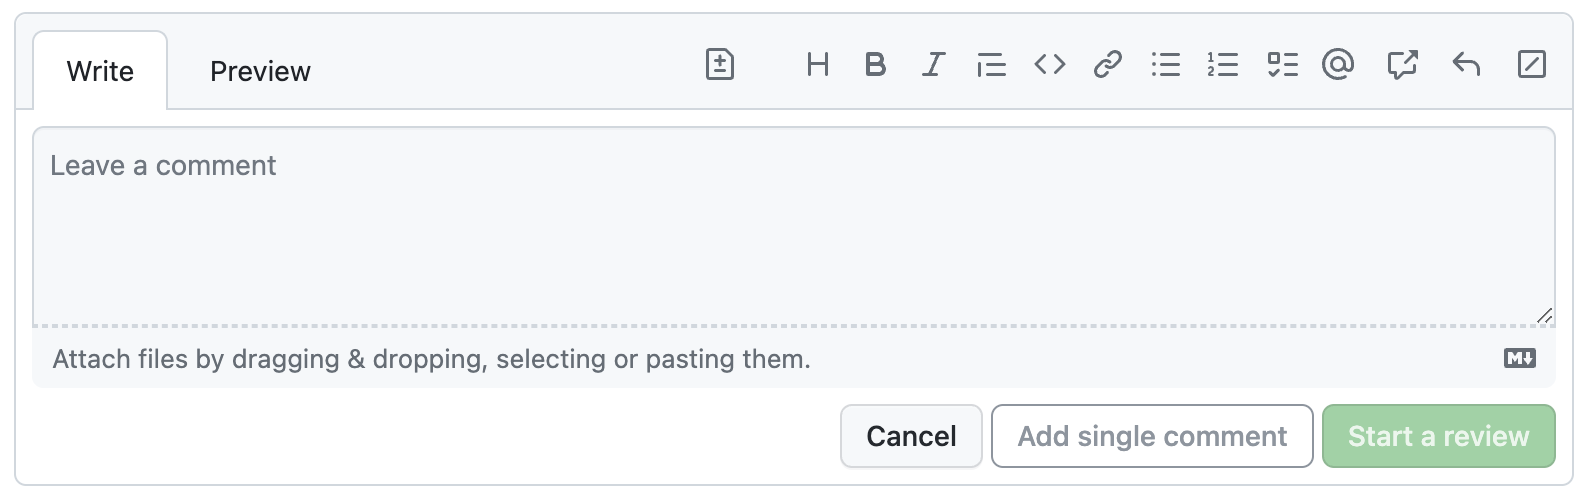 Write Preview H B I <> @
Leave a comment
Attach files by dragging & dropping, selecting or pasting them. M↓
Cancel Add single comment Start a review